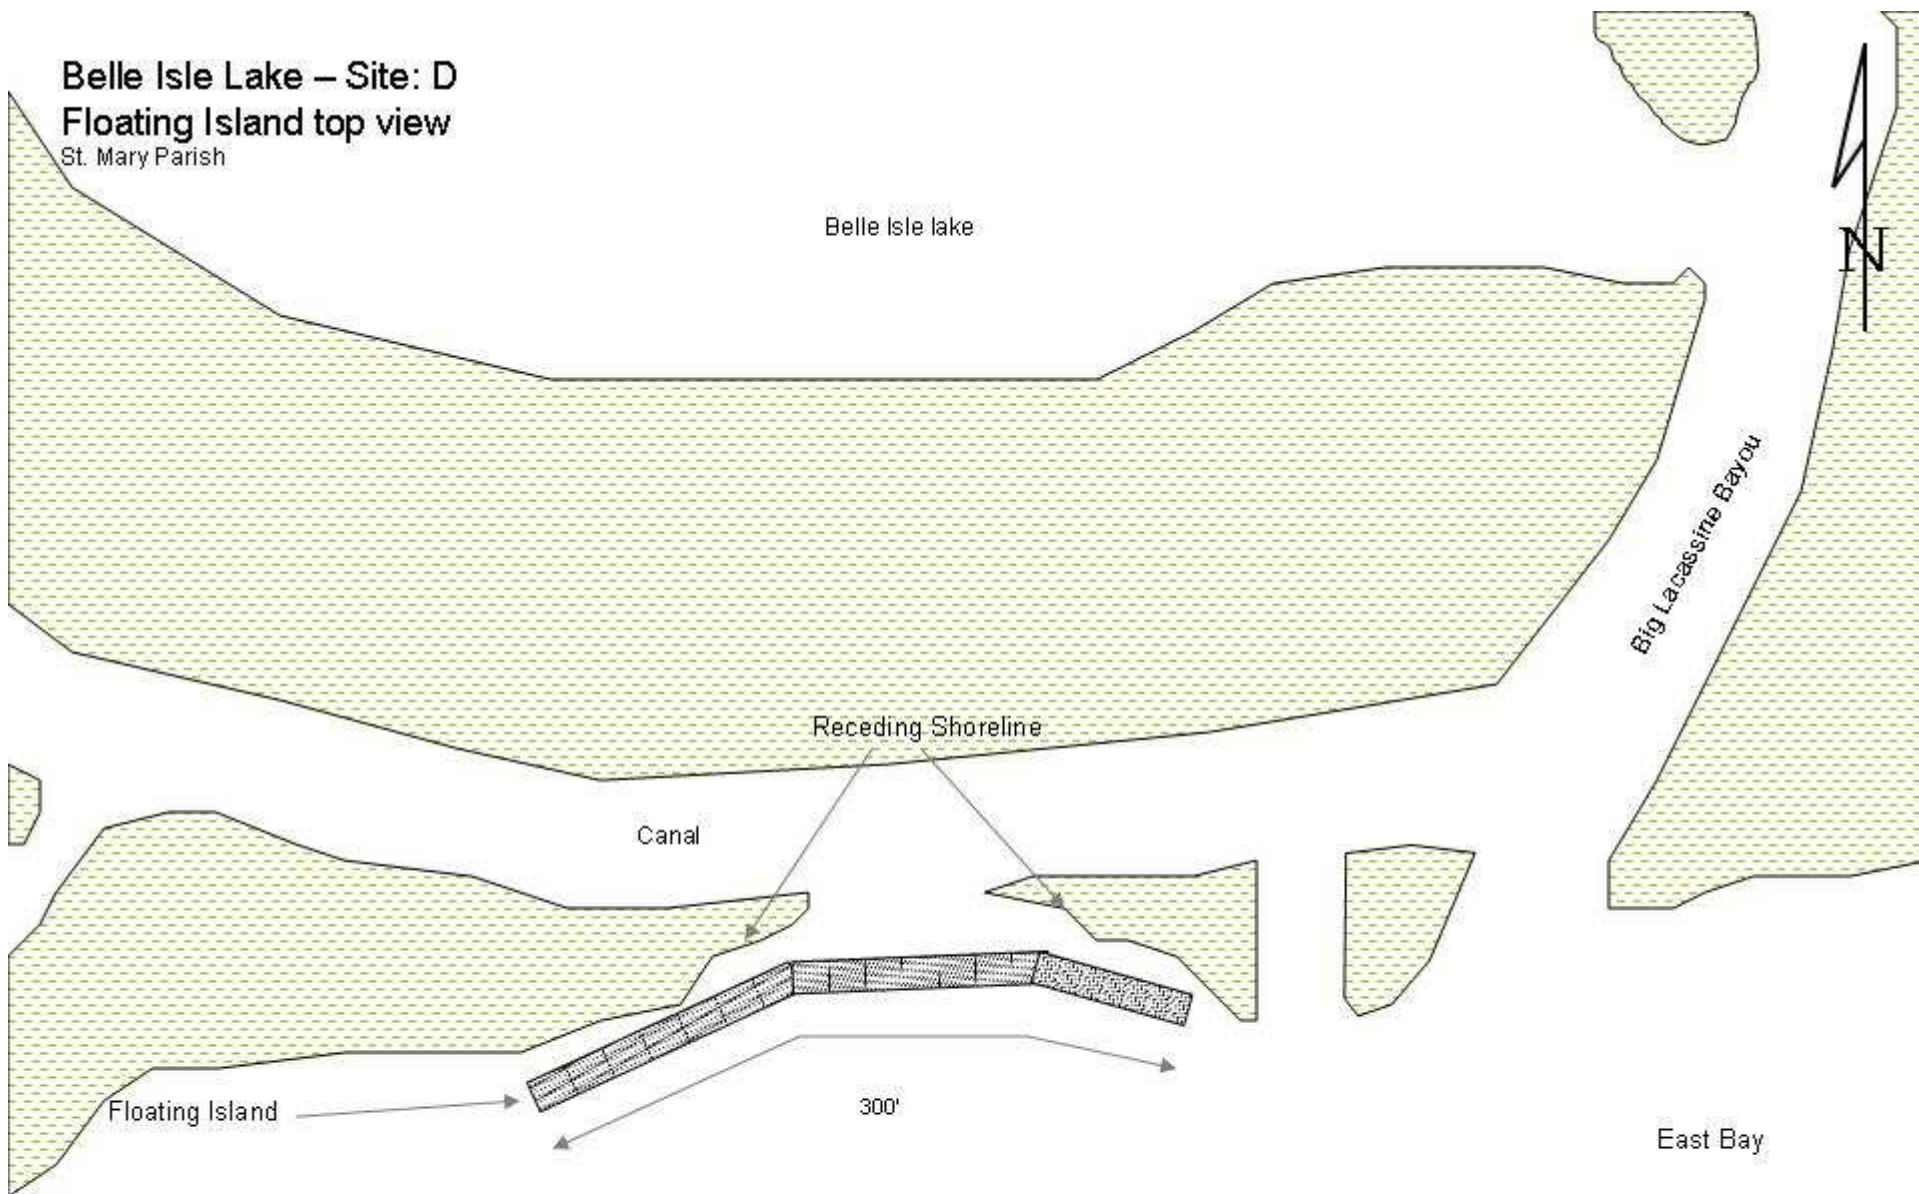 Belle Isle Lake – Site: D
Floating Island top view
St. Mary Parish
Belle Isle lake
N
Big Lacassine Bayou
Receding Shoreline
Canal
Floating Island
300'
East Bay